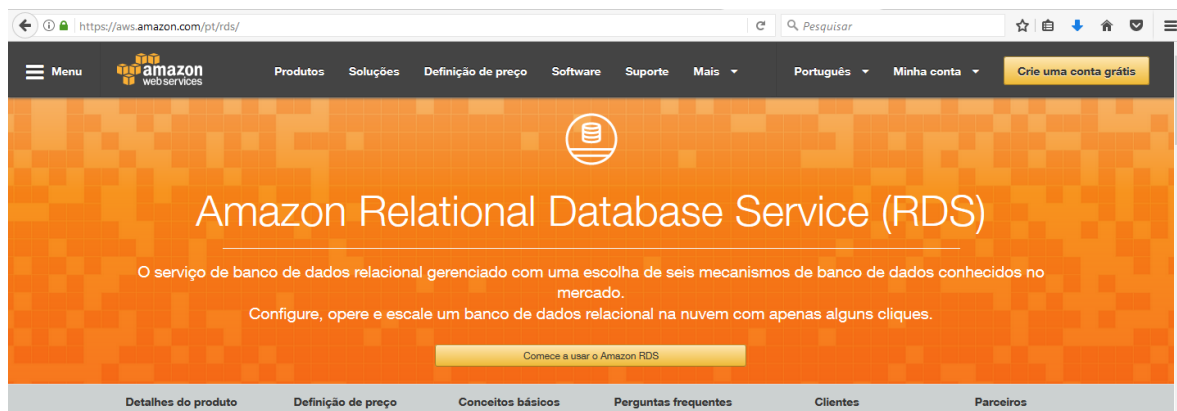 https://aws.amazon.com/pt/rds/ Pesquisar
Menu amazon web services Produtos Soluções Definição de preço Software Suporte Mais Português Minha conta Crie uma conta grátis
Amazon Relational Database Service (RDS)
O serviço de banco de dados relacional gerenciado com uma escolha de seis mecanismos de banco de dados conhecidos no
mercado.
Configure, opere e escale um banco de dados relacional na nuvem com apenas alguns cliques.
Comece a usar o Amazon RDS
Detalhes do produto Definição de preço Conceitos básicos Perguntas frequentes Clientes Parceiros